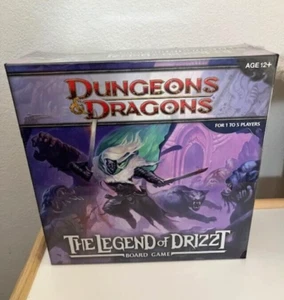 AGE 12+
DUNGEONS
& DRAGONS
FOR 1 TO 5 PLAYERS
THE LEGEND OF DRIZZT
BOARD GAME